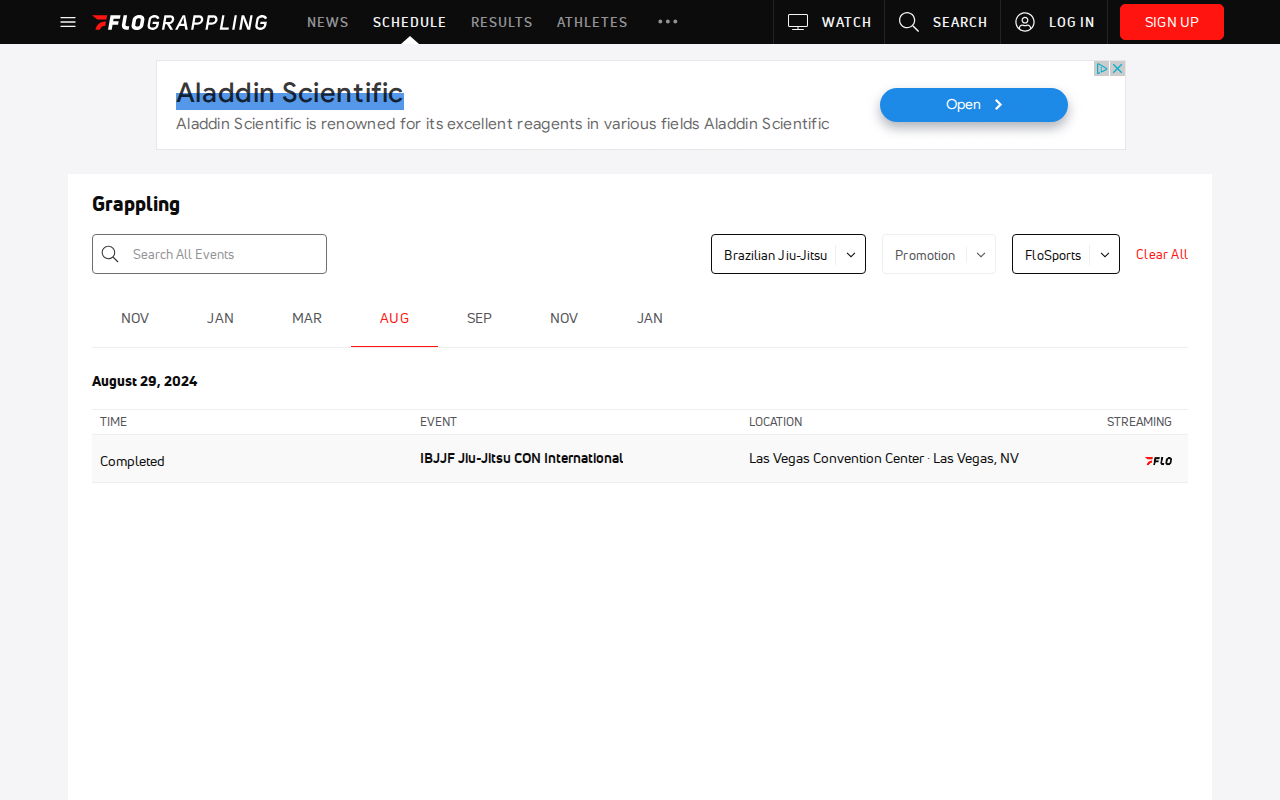 FLOGRAPPLING NEWS SCHEDULE RESULTS ATHLETES WATCH SEARCH LOG IN SIGN UP
Aladdin Scientific
Aladdin Scientific is renowned for its excellent reagents in various fields Aladdin Scientific
Open
Grappling
Search All Events Brazilian Jiu-Jitsu Promotion FloSports Clear All
NOV JAN MAR AUG SEP NOV JAN
August 29, 2024
TIME EVENT LOCATION STREAMING
Completed IBJJF Jiu-Jitsu CON International Las Vegas Convention Center · Las Vegas, NV FLO